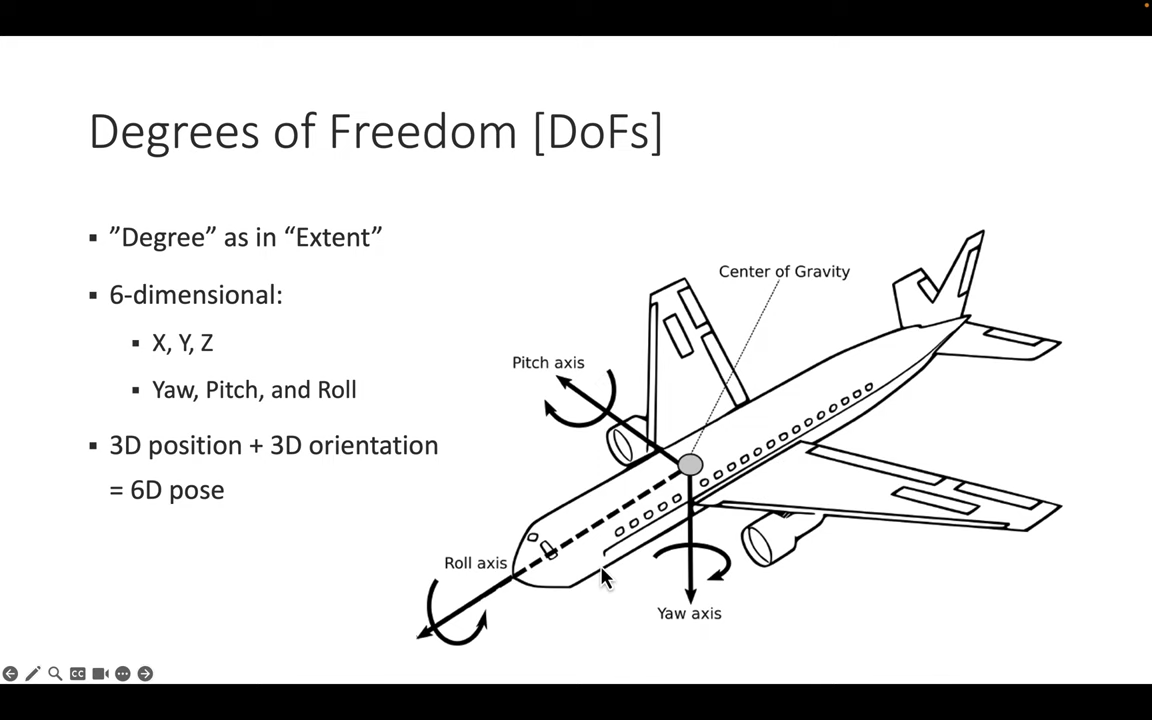 Degrees of Freedom [DoFs]
”Degree” as in “Extent”
6-dimensional:
X, Y, Z
Yaw, Pitch, and Roll
3D position + 3D orientation
= 6D pose
Center of Gravity
Pitch axis
Roll axis
Yaw axis
CC